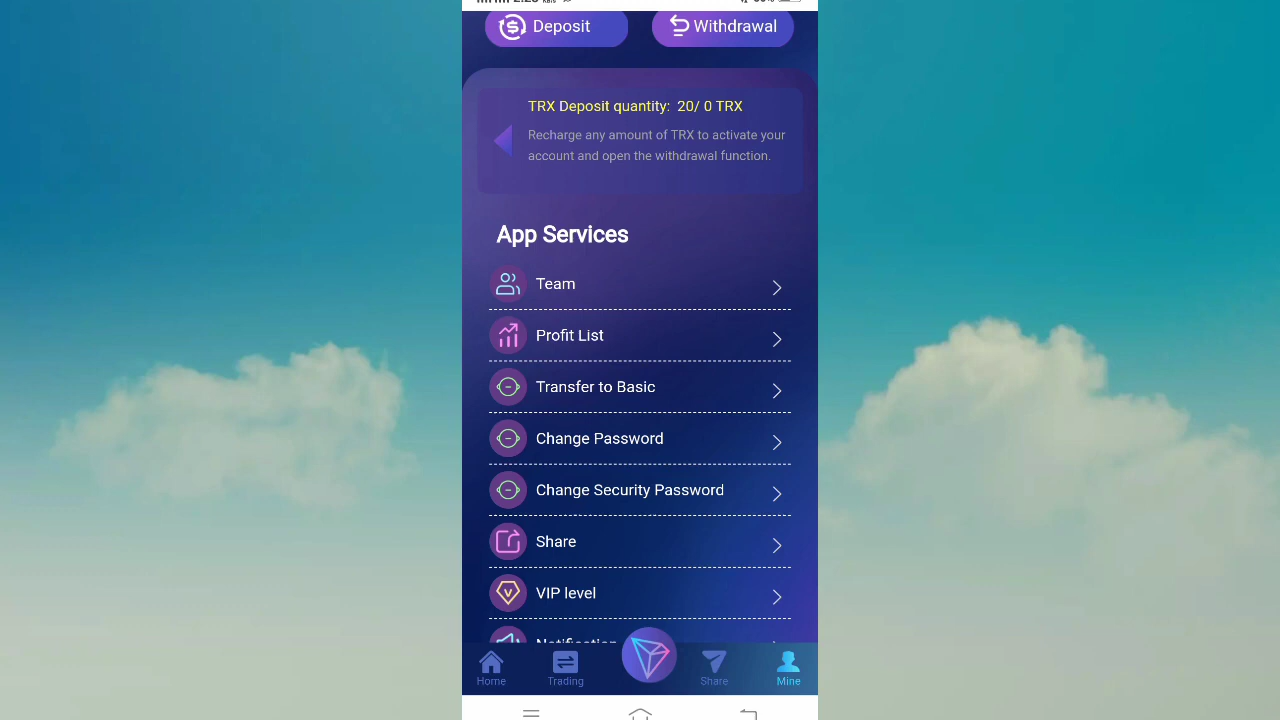 Deposit
Withdrawal
TRX Deposit quantity: 20/ 0 TRX
Recharge any amount of TRX to activate your
account and open the withdrawal function.
App Services
Team
Profit List
Transfer to Basic
Change Password
Change Security Password
Share
VIP level
Notification
Home
Trading
Share
Mine